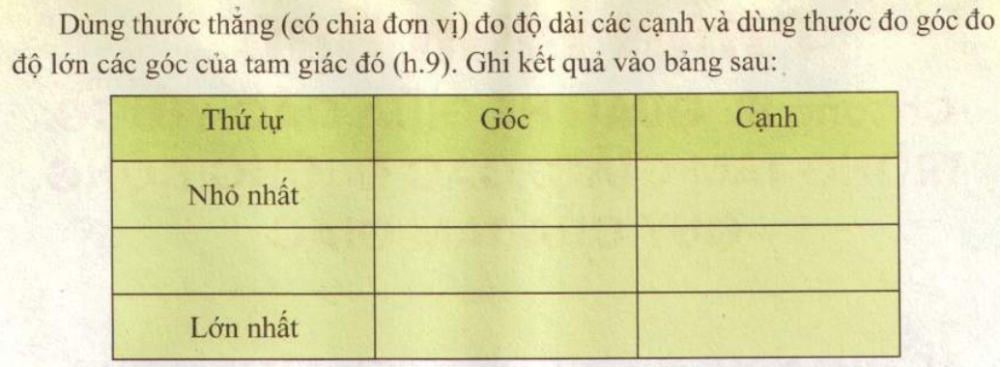 Dùng thước thẳng (có chia đơn vị) đo độ dài các cạnh và dùng thước đo góc đo
độ lớn các góc của tam giác đó (h.9). Ghi kết quả vào bảng sau:
Thứ tự Góc Cạnh
Nhỏ nhất
Lớn nhất